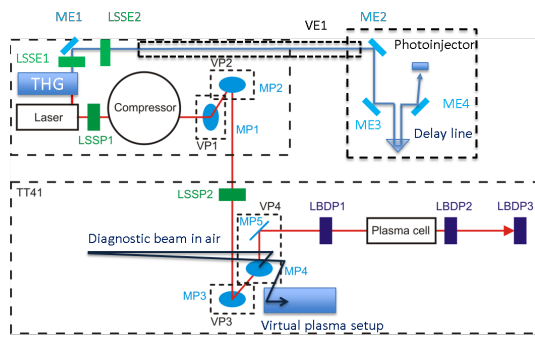 ME1
LSSE2
VE1
ME2
LSSE1
Photoinjector
THG
VP2
Compressor
MP2
Laser
LSSP1
VP1
MP1
ME3
ME4
Delay line
TT41
LSSP2
VP4
LBDP1
LBDP2
LBDP3
MP5
Plasma cell
Diagnostic beam in air
MP4
MP3
VP3
Virtual plasma setup